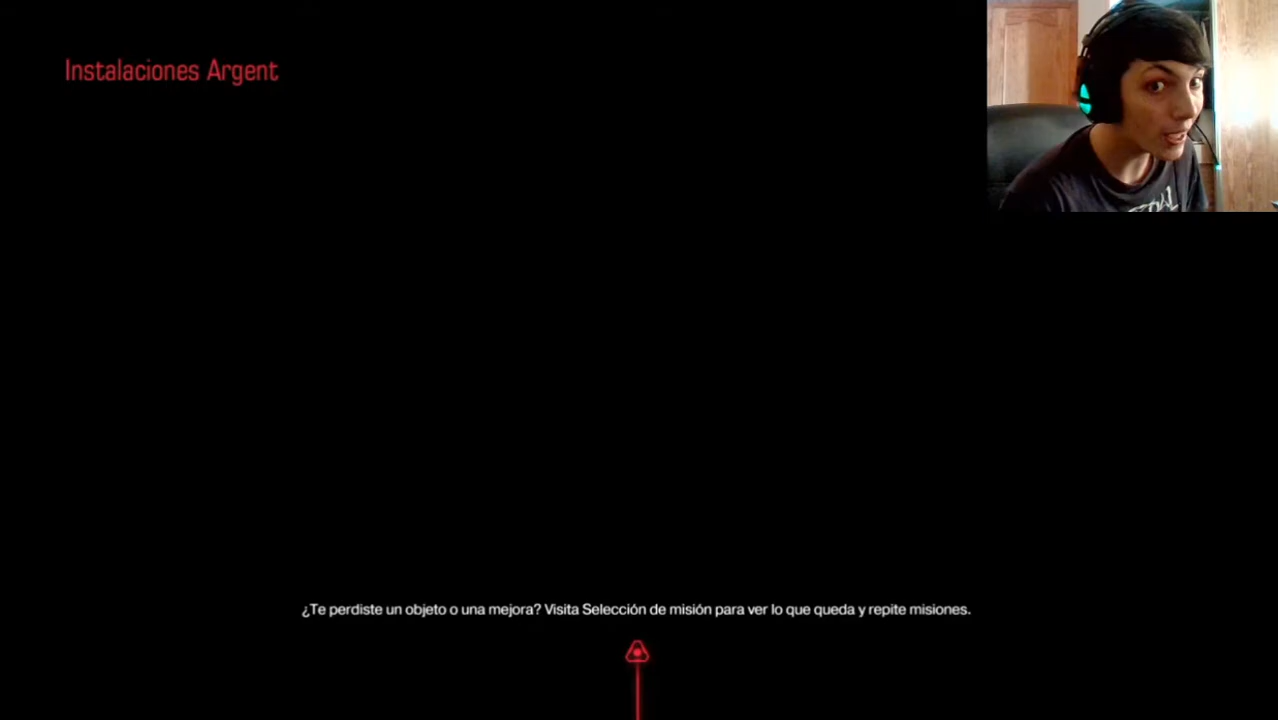 Instalaciones Argent
¿Te perdiste un objeto o una mejora? Visita Selección de misión para ver lo que queda y repite misiones.